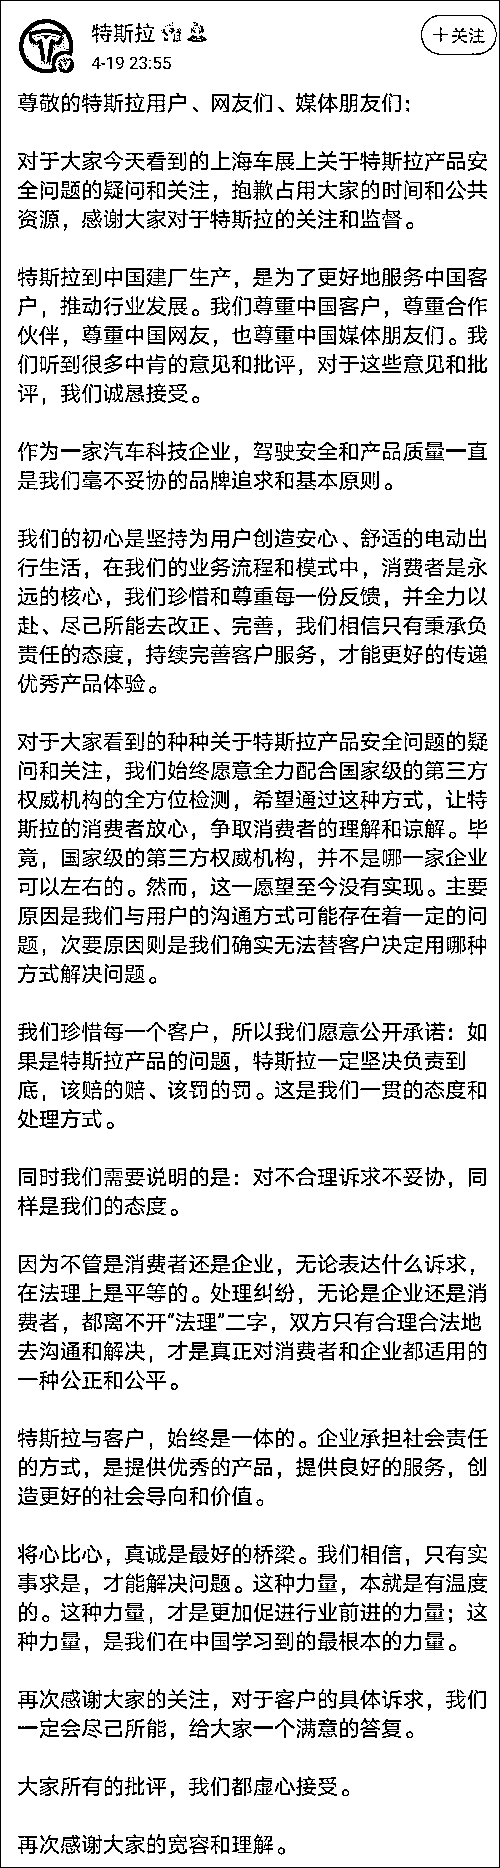 特斯拉
4-19 23:55
+关注
尊敬的特斯拉用户、网友们、媒体朋友们：
对于大家今天看到的上海车展上关于特斯拉产品安
全问题的疑问和关注，抱歉占用大家的时间和公共
资源，感谢大家对于特斯拉的关注和监督。
特斯拉到中国建厂生产，是为了更好地服务中国客
户，推动行业发展。我们尊重中国客户，尊重合作
伙伴，尊重中国网友，也尊重中国媒体朋友们。我
们听到很多中肯的意见和批评，对于这些意见和批
评，我们诚恳接受。
作为一家汽车科技企业，驾驶安全和产品质量一直
是我们毫不妥协的品牌追求和基本原则。
我们的初心是坚持为用户创造安心、舒适的电动出
行生活，在我们的业务流程和模式中，消费者是永
远的核心，我们珍惜和尊重每一份反馈，并全力以
赴、尽己所能去改正、完善，我们相信只有秉承负
责任的态度，持续完善客户服务，才能更好的传递
优秀产品体验。
对于大家看到的种种关于特斯拉产品安全问题的疑
问和关注，我们始终愿意全力配合国家级的第三方
权威机构的全方位检测，希望通过这种方式，让特
斯拉的消费者放心，争取消费者的理解和谅解。毕
竟，国家级的第三方权威机构，并不是哪一家企业
可以左右的。然而，这一愿望至今没有实现。主要
原因是我们与用户的沟通方式可能存在着一定的问
题，次要原因则是我们确实无法替客户决定用哪种
方式解决问题。
我们珍惜每一个客户，所以我们愿意公开承诺：如
果是特斯拉产品的问题，特斯拉一定坚决负责到
底，该赔的赔、该罚的罚。这是我们一贯的态度和
处理方式。
同时我们需要说明的是：对不合理诉求不妥协，同
样是我们的态度。
因为不管是消费者还是企业，无论表达什么诉求，
在法理上是平等的。处理纠纷，无论是企业还是消
费者，都离不开“法理”二字，双方只有合理合法地
去沟通和解决，才是真正对消费者和企业都适用的
一种公正和公平。
特斯拉与客户，始终是一体的。企业承担社会责任
的方式，是提供优秀的产品，提供良好的服务，创
造更好的社会导向和价值。
将心比心，真诚是最好的桥梁。我们相信，只有实
事求是，才能解决问题。这种力量，本就是有温度
的。这种力量，才是更加促进行业前进的力量；这
种力量，是我们在中国学习到的最根本的力量。
再次感谢大家的关注，对于客户的具体诉求，我们
一定会尽己所能，给大家一个满意的答复。
大家所有的批评，我们都虚心接受。
再次感谢大家的宽容和理解。